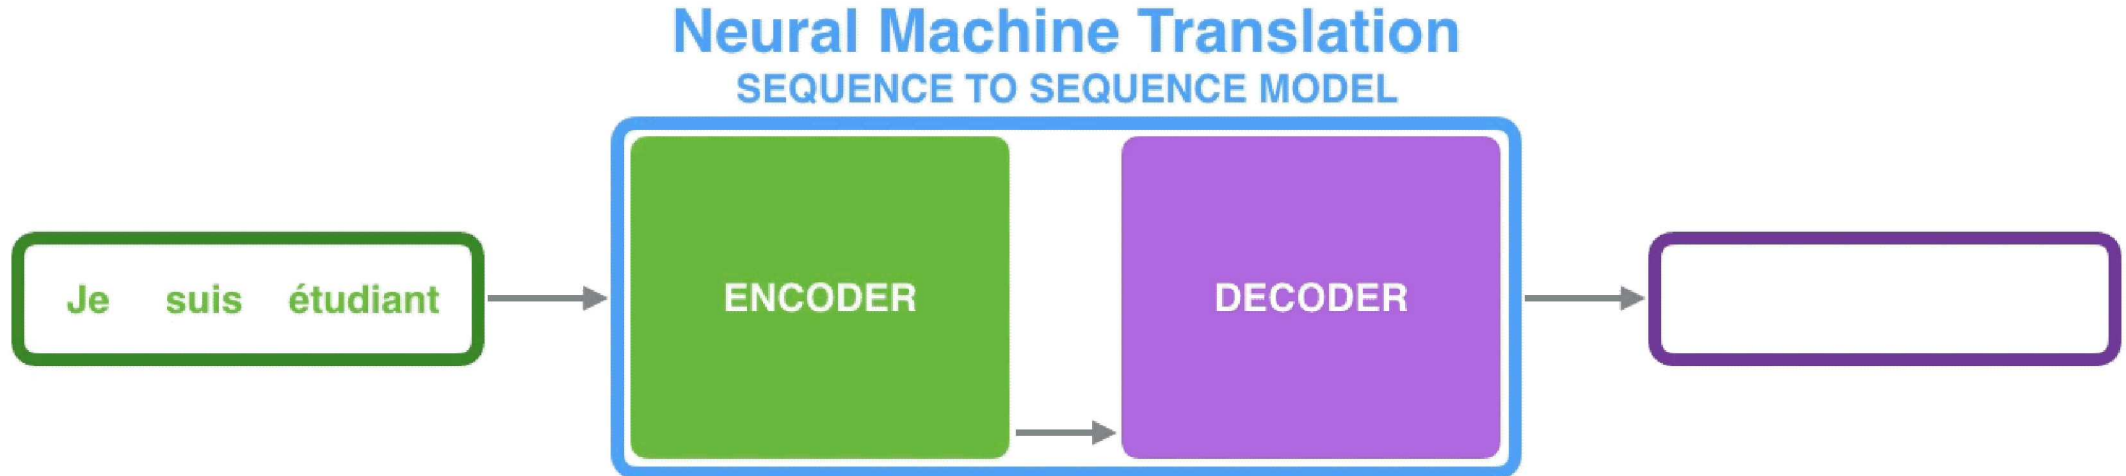 Neural Machine Translation
SEQUENCE TO SEQUENCE MODEL
Je suis étudiant
ENCODER
DECODER